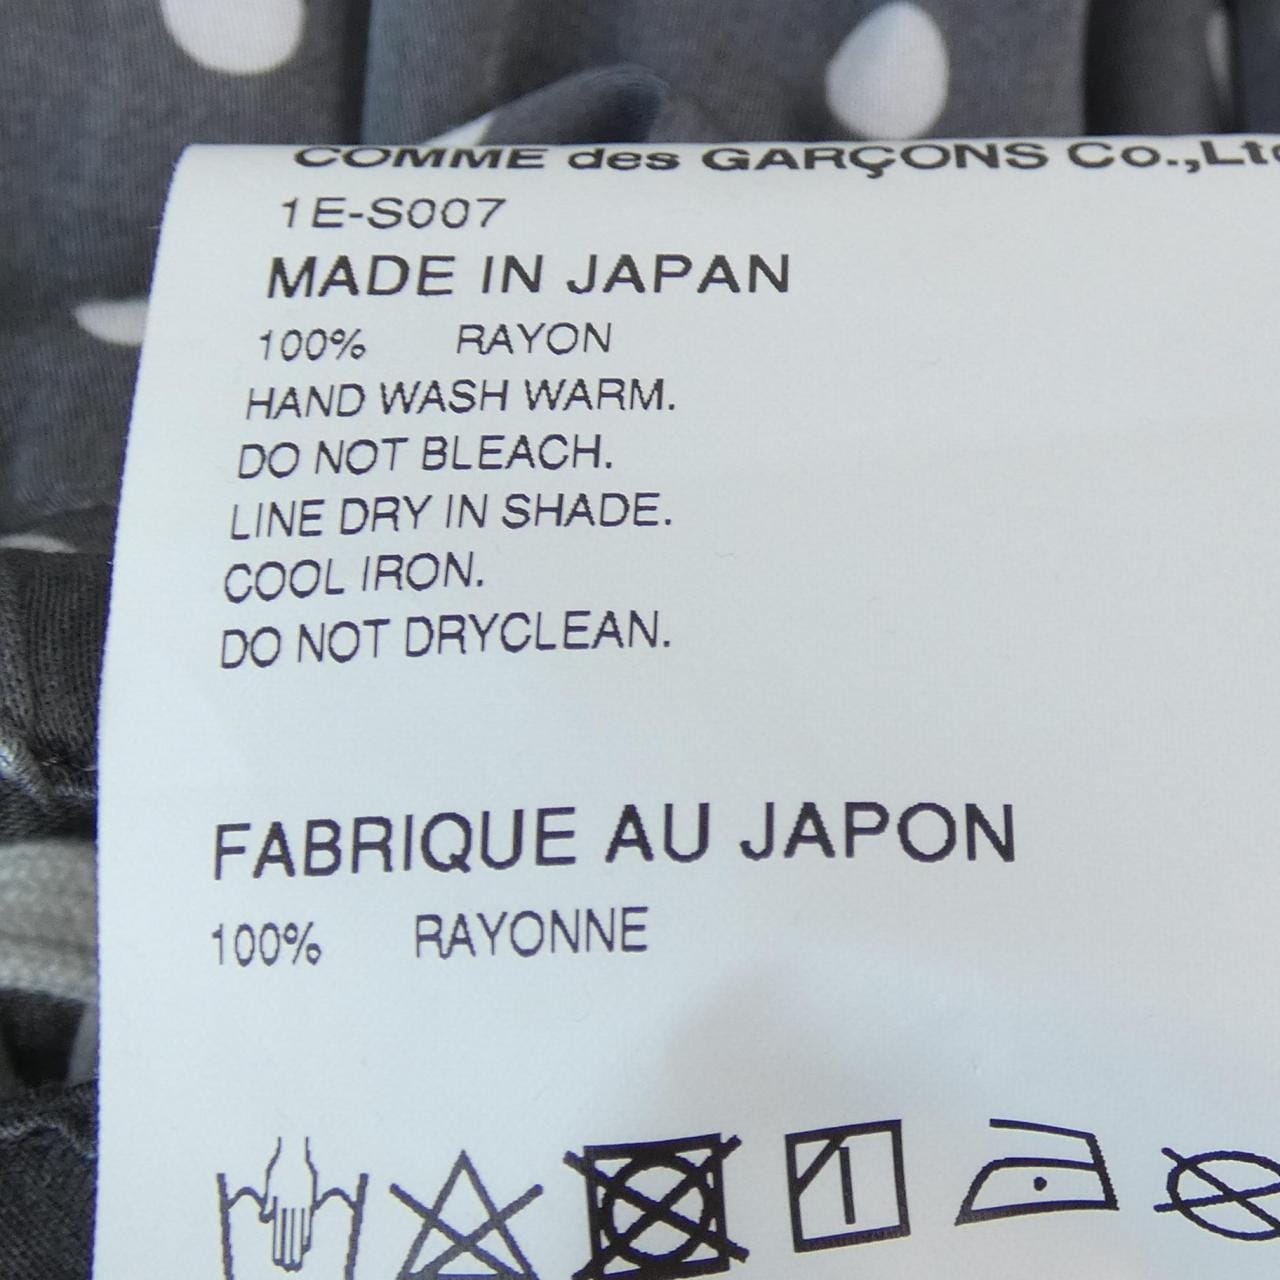 COMME des GARÇONS Co.,Ltd
1E-S007
MADE IN JAPAN
100% RAYON
HAND WASH WARM.
DO NOT BLEACH.
LINE DRY IN SHADE.
COOL IRON.
DO NOT DRYCLEAN.
FABRIQUE AU JAPON
100% RAYONNE